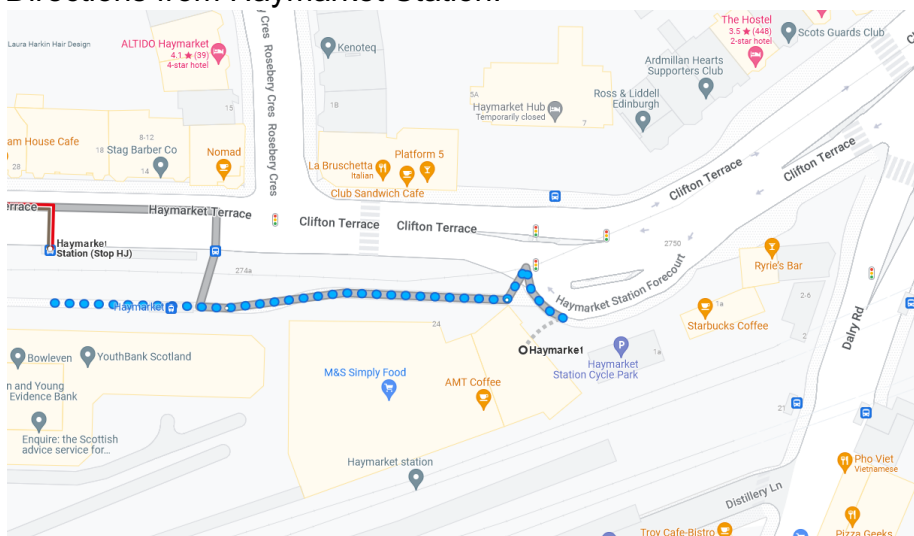 Directions from Haymarket Station:
Laura Harkin Hair Design
ALTIDO Haymarket
4.1 ★ (39)
4-star hotel
Rosebery Cres
Rosebery Cres
Kenoteq
The Hostel
3.5 ★ (448)
2-star hotel
Scots Guards Club
Ardmillan Hearts
Supporters Club
Ross & Liddell
Edinburgh
5A
Haymarket Hub
Temporarily closed
7
15
18
8-12
am House Cafe
18
Stag Barber Co
28
14
Nomad
La Bruschetta
Italian
Platform 5
Club Sandwich Cafe
Clifton Terrace
Clifton Terrace
errace
Haymarket Terrace
Clifton Terrace
Clifton Terrace
Haymarke
Station (Stop HJ)
2750
274a
Ryrie's Bar
Haymarket Station Forecourt
Haymarket
2-6
1a
Starbucks Coffee
24
2
Dalry Rd
Haymarket
Bowleven
YouthBank Scotland
Haymarket
Station Cycle Park
1a
n and Young
Evidence Bank
M&S Simply Food
AMT Coffee
21
Enquire: the Scottish
advice service for...
Haymarket station
Pho Viet
Vietnamese
Distillery Ln
Troy Cafe-Bistro
Pizza Geeks